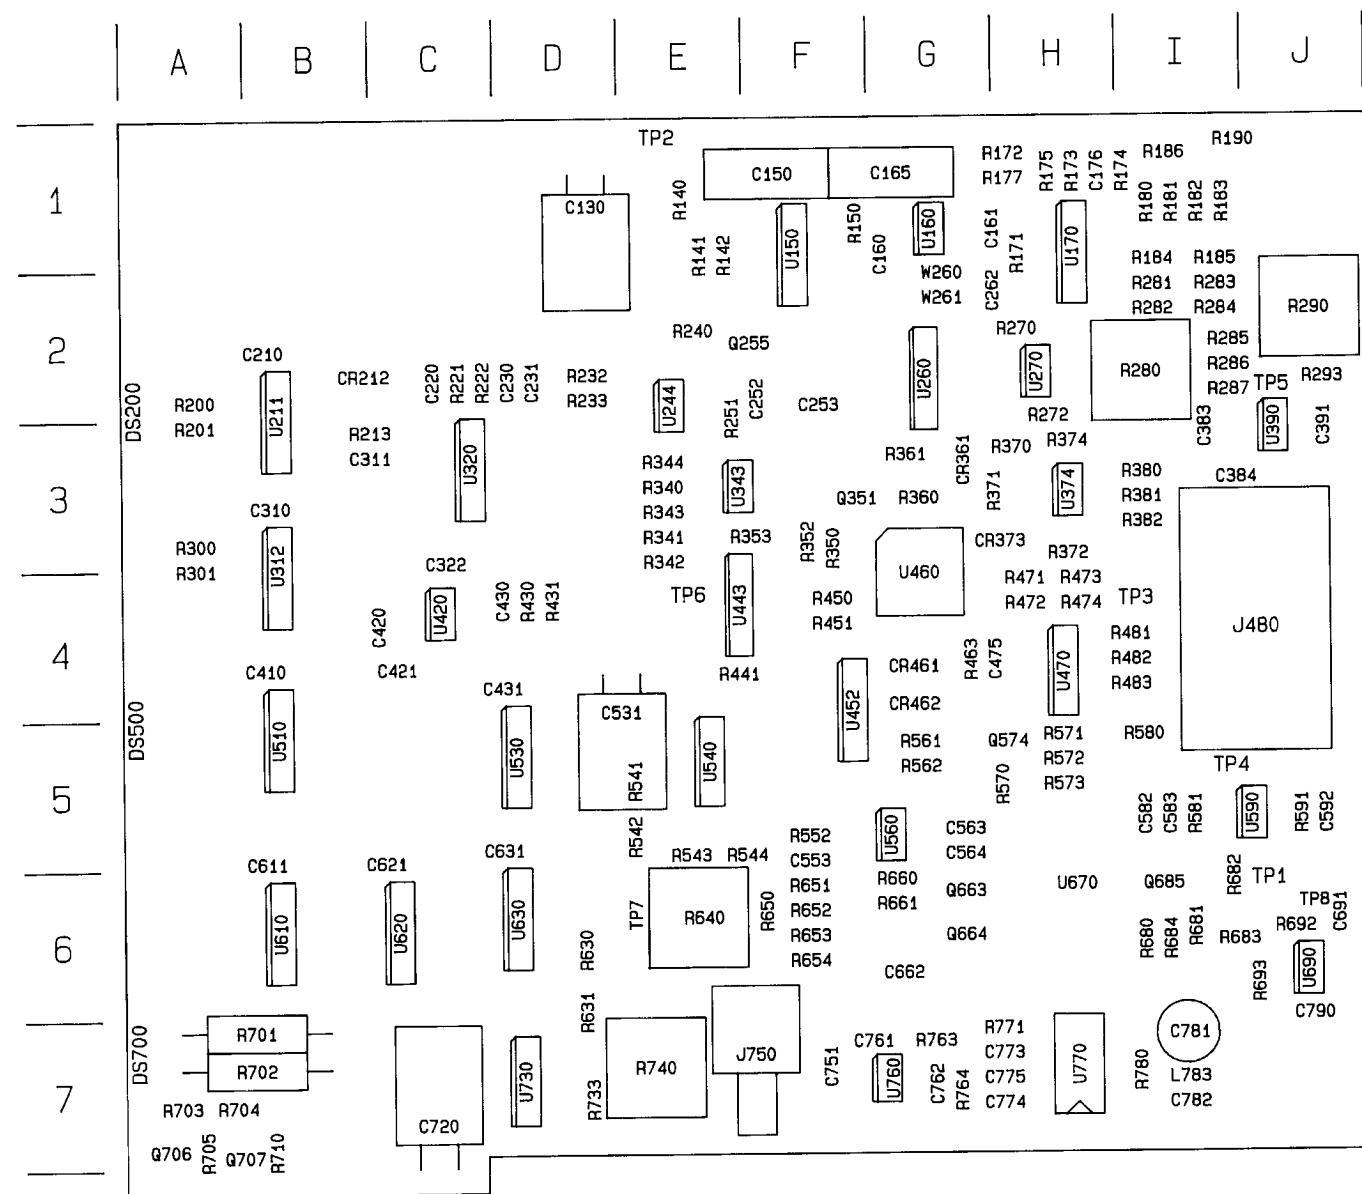 A B C D E F G H I J
1
2
3
4
5
6
7
TP2
R190
R172
R177
R175
R173
C176
R174
R186
C150
C165
R140
C130
R180
R181
R182
R183
R141
R142
U150
R150
C160
U160
C161
R171
U170
W260
W261
C262
R184
R185
R281
R283
R282
R284
R290
R240
Q255
R270
R285
R286
R287
C210
CR212
C220
R221
R222
C230
C231
R232
R233
U244
R251
C252
C253
U260
U270
R280
TP5
R293
DS200
R200
R201
U211
R213
C311
U320
R272
C383
U390
C391
R361
CR361
R370
R374
R344
R340
R343
R341
R342
U343
Q351
R360
R371
U374
R380
R381
R382
C384
C310
R353
R352
R350
CR373
R372
R300
R301
U312
C322
U460
R471
R473
R472
R474
TP3
J480
C420
U420
C430
R430
R431
TP6
U443
R450
R451
R481
R482
R483
C410
C421
C431
R441
CR461
CR462
R463
C475
U470
DS500
U510
U530
C531
R541
U540
U452
R561
R562
Q574
R570
R571
R572
R573
R580
TP4
R542
R543
R544
R552
C553
U560
C563
C564
C582
C583
R581
U590
R591
C592
C611
C621
C631
R651
R652
R653
R654
R650
R660
R661
Q663
Q664
U670
Q685
R682
TP1
TP8
C691
U610
U620
U630
R630
TP7
R640
C662
R680
R684
R681
R683
R692
R693
U690
C790
R631
DS700
R701
R702
C720
U730
R733
R740
J750
C751
C761
R763
U760
C762
R764
R771
C773
C775
C774
U770
R780
C781
L783
C782
R703 R704
Q706
R705
Q707
R710